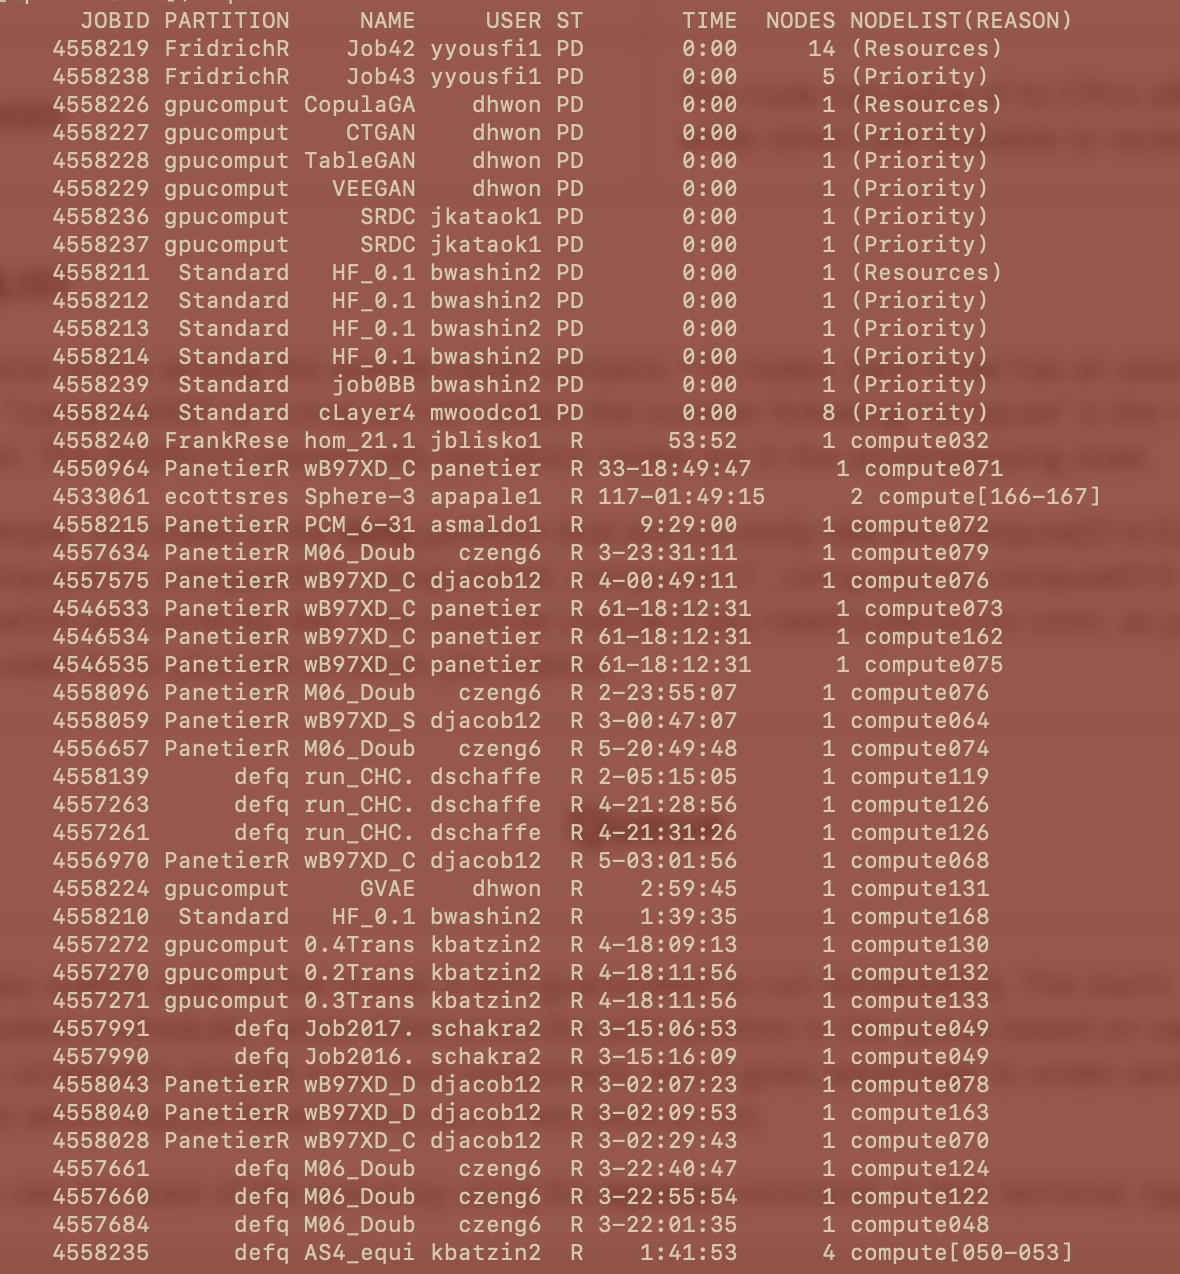 JOBID PARTITION NAME USER ST TIME NODES NODELIST(REASON)
4558219 FridrichR Job42 yyousfi1 PD 0:00 14 (Resources)
4558238 FridrichR Job43 yyousfi1 PD 0:00 5 (Priority)
4558226 gpucomput CopulaGA dhwon PD 0:00 1 (Resources)
4558227 gpucomput CTGAN dhwon PD 0:00 1 (Priority)
4558228 gpucomput TableGAN dhwon PD 0:00 1 (Priority)
4558229 gpucomput VEEGAN dhwon PD 0:00 1 (Priority)
4558236 gpucomput SRDC jkataok1 PD 0:00 1 (Priority)
4558237 gpucomput SRDC jkataok1 PD 0:00 1 (Priority)
4558211 Standard HF_0.1 bwashin2 PD 0:00 1 (Resources)
4558212 Standard HF_0.1 bwashin2 PD 0:00 1 (Priority)
4558213 Standard HF_0.1 bwashin2 PD 0:00 1 (Priority)
4558214 Standard HF_0.1 bwashin2 PD 0:00 1 (Priority)
4558239 Standard job0BB bwashin2 PD 0:00 1 (Priority)
4558244 Standard cLayer4 mwoodco1 PD 0:00 8 (Priority)
4558240 FrankRese hom_21.1 jblisko1 R 53:52 1 compute032
4550964 PanetierR wB97XD_C panetier R 33-18:49:47 1 compute071
4533061 ecottsres Sphere-3 apapale1 R 117-01:49:15 2 compute[166-167]
4558215 PanetierR PCM_6-31 asmaldo1 R 9:29:00 1 compute072
4557634 PanetierR M06_Doub czeng6 R 3-23:31:11 1 compute079
4557575 PanetierR wB97XD_C djacob12 R 4-00:49:11 1 compute076
4546533 PanetierR wB97XD_C panetier R 61-18:12:31 1 compute073
4546534 PanetierR wB97XD_C panetier R 61-18:12:31 1 compute162
4546535 PanetierR wB97XD_C panetier R 61-18:12:31 1 compute075
4558096 PanetierR M06_Doub czeng6 R 2-23:55:07 1 compute076
4558059 PanetierR wB97XD_S djacob12 R 3-00:47:07 1 compute064
4556657 PanetierR M06_Doub czeng6 R 5-20:49:48 1 compute074
4558139 defq run_CHC. dschaffe R 2-05:15:05 1 compute119
4557263 defq run_CHC. dschaffe R 4-21:28:56 1 compute126
4557261 defq run_CHC. dschaffe R 4-21:31:26 1 compute126
4556970 PanetierR wB97XD_C djacob12 R 5-03:01:56 1 compute068
4558224 gpucomput GVAE dhwon R 2:59:45 1 compute131
4558210 Standard HF_0.1 bwashin2 R 1:39:35 1 compute168
4557272 gpucomput 0.4Trans kbatzin2 R 4-18:09:13 1 compute130
4557270 gpucomput 0.2Trans kbatzin2 R 4-18:11:56 1 compute132
4557271 gpucomput 0.3Trans kbatzin2 R 4-18:11:56 1 compute133
4557991 defq Job2017. schakra2 R 3-15:06:53 1 compute049
4557990 defq Job2016. schakra2 R 3-15:16:09 1 compute049
4558043 PanetierR wB97XD_D djacob12 R 3-02:07:23 1 compute078
4558040 PanetierR wB97XD_D djacob12 R 3-02:09:53 1 compute163
4558028 PanetierR wB97XD_C djacob12 R 3-02:29:43 1 compute070
4557661 defq M06_Doub czeng6 R 3-22:40:47 1 compute124
4557660 defq M06_Doub czeng6 R 3-22:55:54 1 compute122
4557684 defq M06_Doub czeng6 R 3-22:01:35 1 compute048
4558235 defq AS4_equi kbatzin2 R 1:41:53 4 compute[050-053]